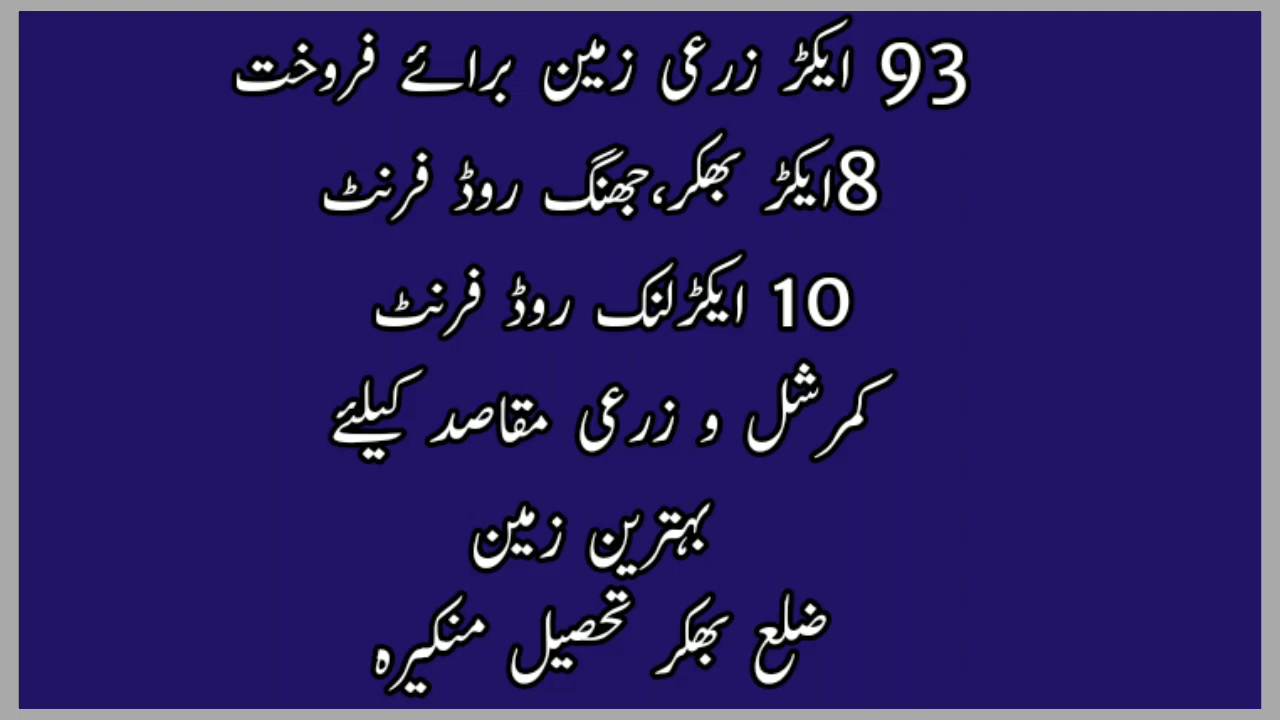 93 ایکڑ زرعی زمین برائے فروخت
8ایکڑ بھکر،جھنگ روڈ فرنٹ
10 ایکڑلنک روڈ فرنٹ
کمرشل و زرعی مقاصد کیلئے
بہترین زمین
ضلع بھکر تحصیل منکیرہ